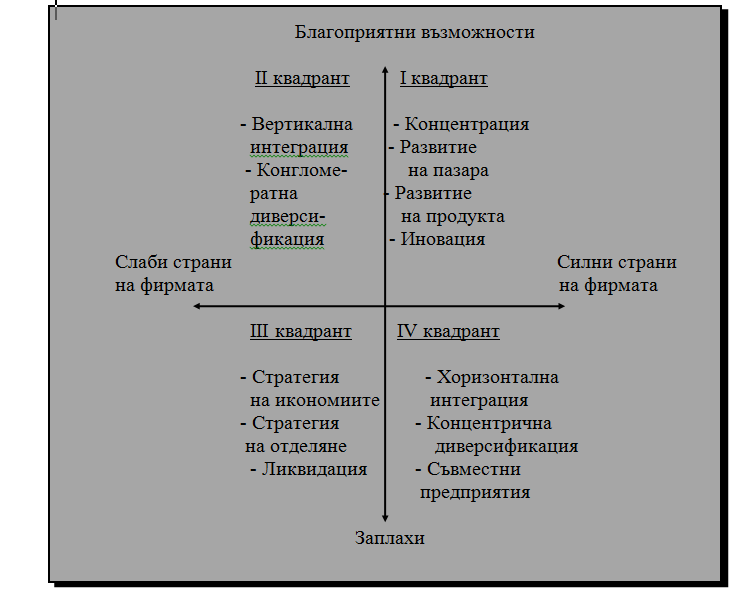 Благоприятни възможности
II квадрант
- Вертикална
интеграция
- Конгломе-
ратна
диверси-
фикация
I квадрант
- Концентрация
- Развитие
на пазара
- Развитие
на продукта
- Иновация
Слаби страни
на фирмата
Силни страни
на фирмата
III квадрант
- Стратегия
на икономиите
- Стратегия
на отделяне
- Ликвидация
IV квадрант
- Хоризонтална
интеграция
- Концентрична
диверсификация
- Съвместни
предприятия
Заплахи